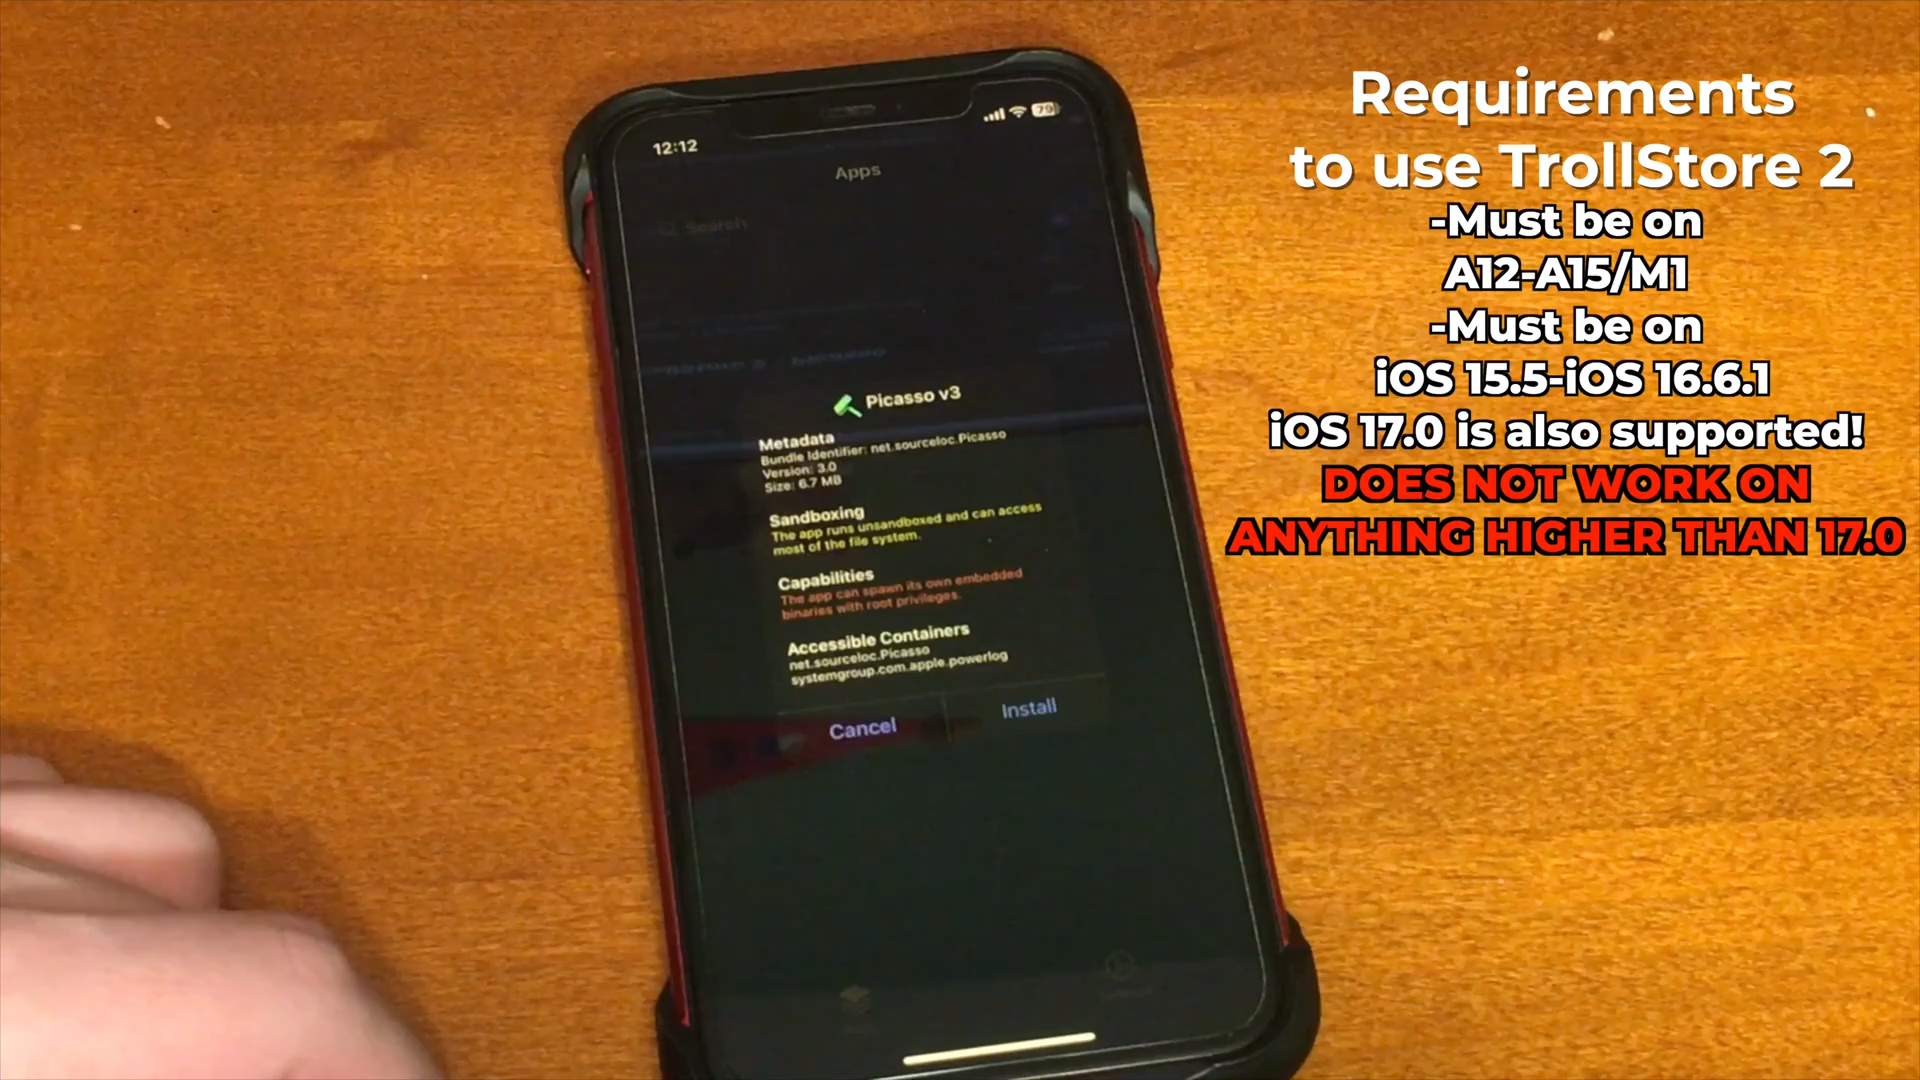 12:12
79
Apps
Search
Picasso v3
Metadata
Bundle Identifier: net.sourceloc.Picasso
Version: 3.0
Size: 6.7 MB
Sandboxing
The app runs unsandboxed and can access
most of the file system.
Capabilities
The app can spawn its own embedded
binaries with root privileges.
Accessible Containers
net.sourceloc.Picasso
systemgroup.com.apple.powerlog
Cancel
Install
Requirements
to use TrollStore 2
-Must be on
A12-A15/M1
-Must be on
iOS 15.5-iOS 16.6.1
iOS 17.0 is also supported!
DOES NOT WORK ON
ANYTHING HIGHER THAN 17.0